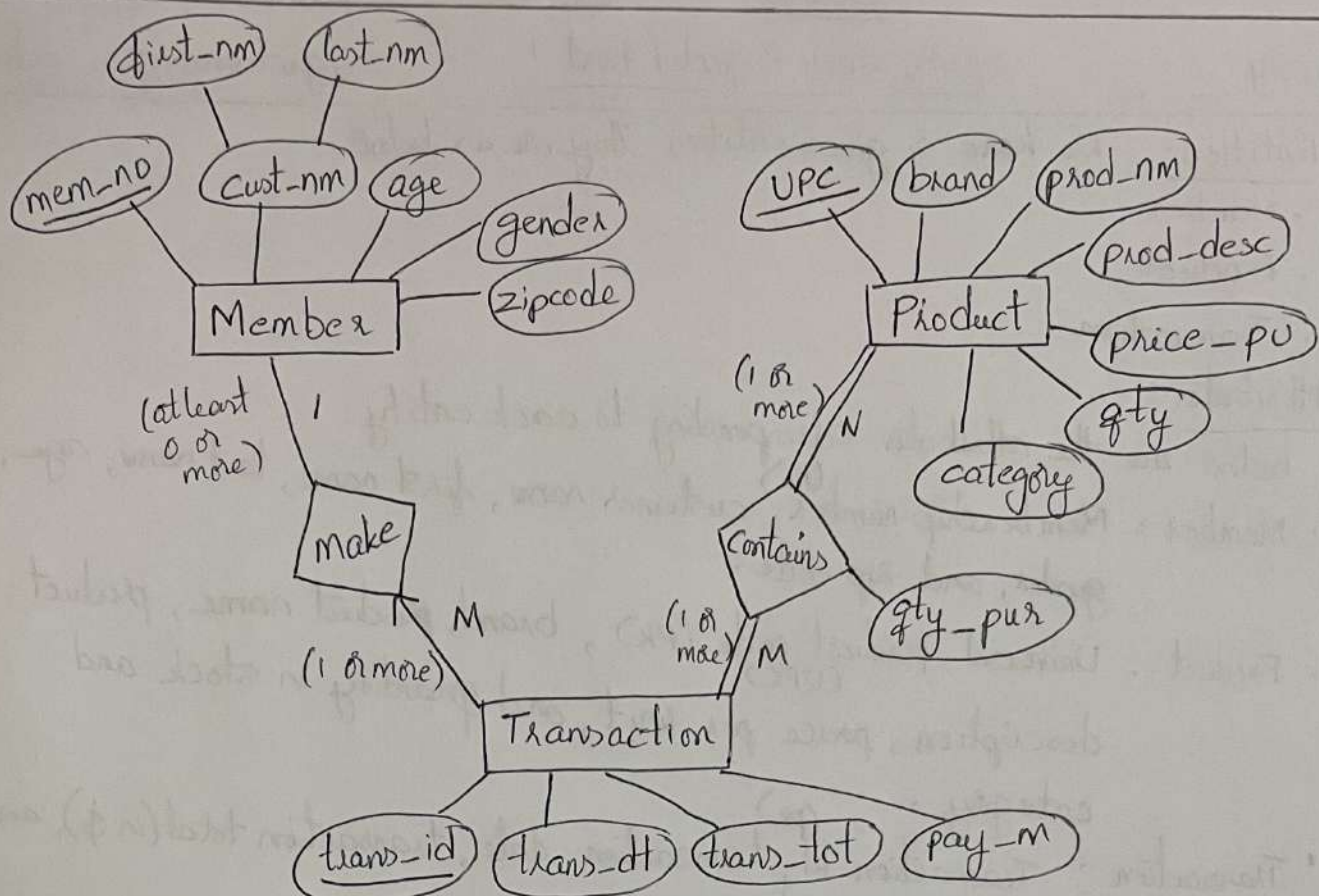 first_nm
last_nm
mem_no
cust_nm
age
gender
zipcode
Member
UPC
brand
prod_nm
prod_desc
price_pu
qty
category
Product
(atleast
0 or
more)
1
make
M
(1 or more)
(1 or
more)
N
contains
qty_pur
(1 or
more)
M
Transaction
trans_id
trans_dt
trans_tot
pay_m